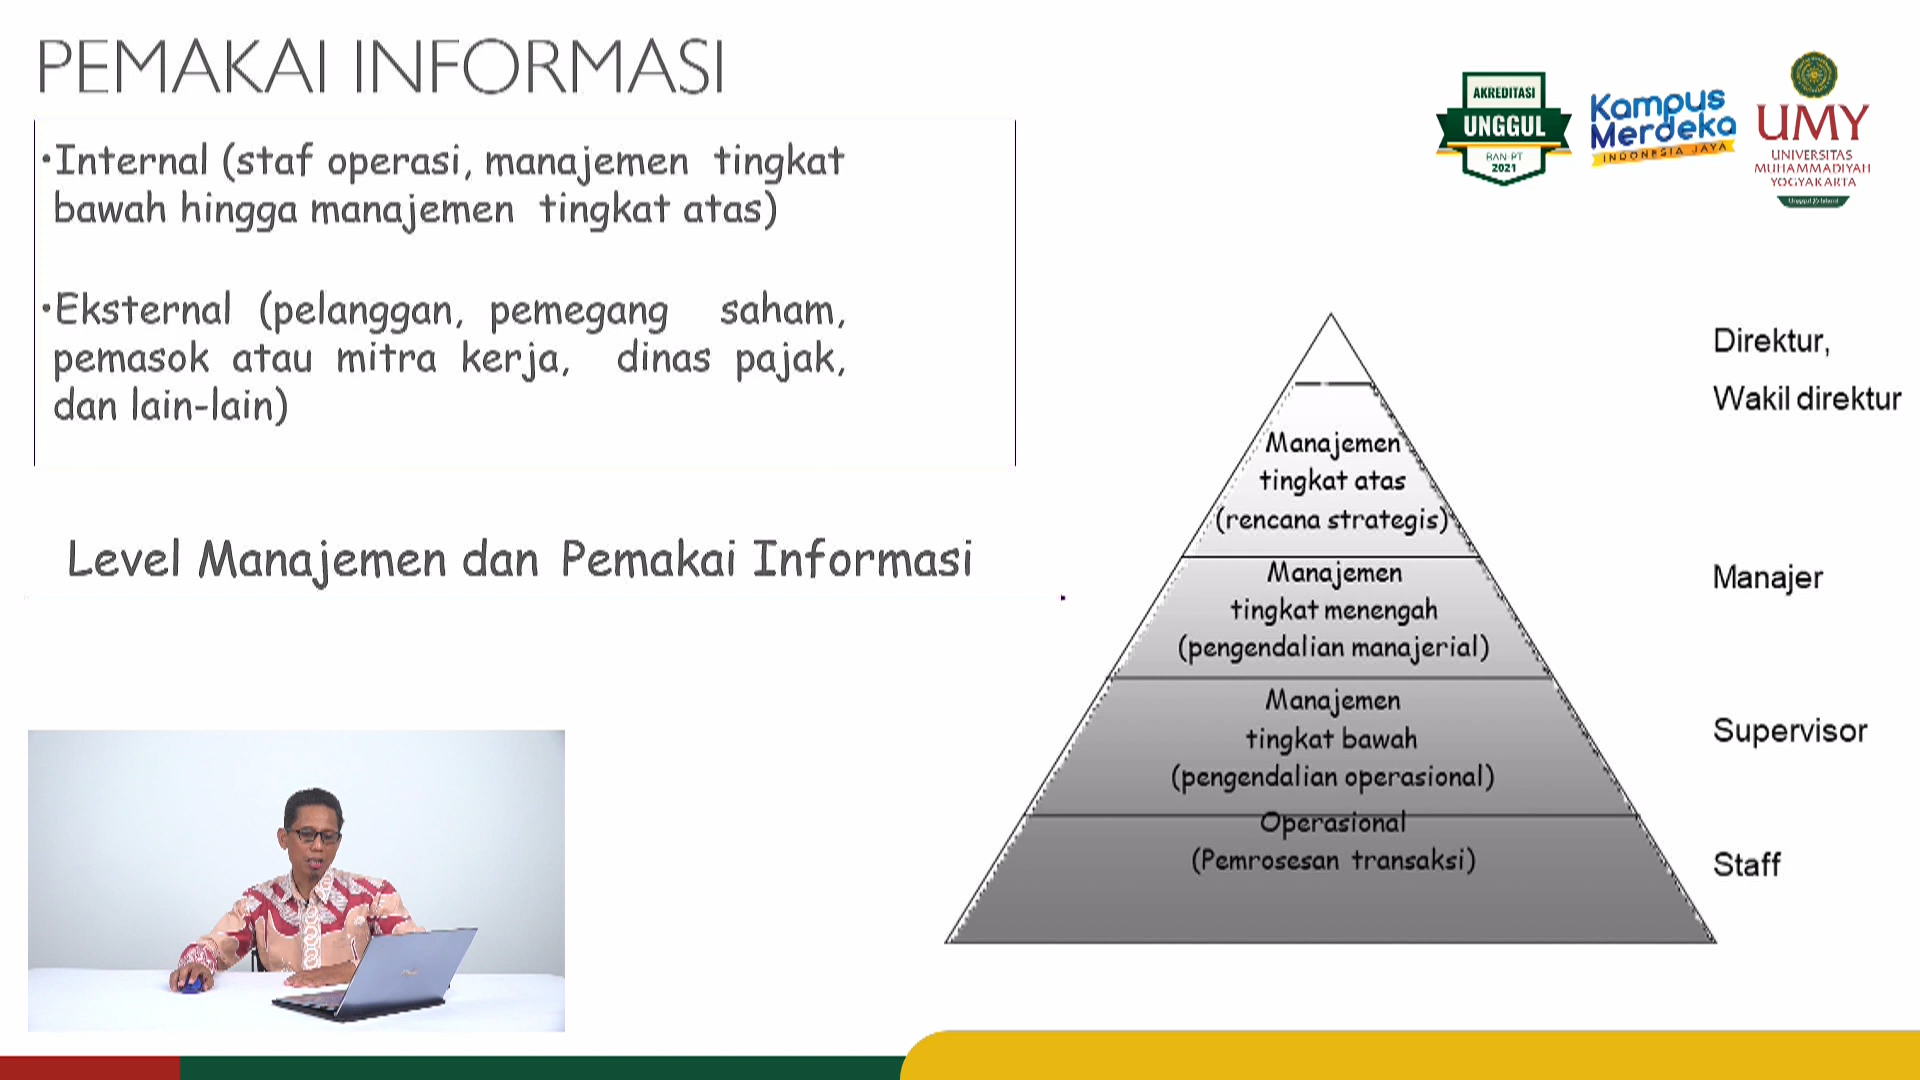 PEMAKAI INFORMASI
•Internal (staf operasi, manajemen tingkat
bawah hingga manajemen tingkat atas)
•Eksternal (pelanggan, pemegang saham,
pemasok atau mitra kerja, dinas pajak,
dan lain-lain)
Level Manajemen dan Pemakai Informasi
AKREDITASI
UNGGUL
BAN-PT
2021
Kampus
Merdeka
INDONESIA JAYA
UMY
UNIVERSITAS
MUHAMMADIYAH
YOGYAKARTA
Unggul & Islami
Direktur,
Wakil direktur
Manajemen
tingkat atas
(rencana strategis)
Manajemen
tingkat menengah
(pengendalian manajerial)
Manajer
Manajemen
tingkat bawah
(pengendalian operasional)
Supervisor
Operasional
(Pemrosesan transaksi)
Staff